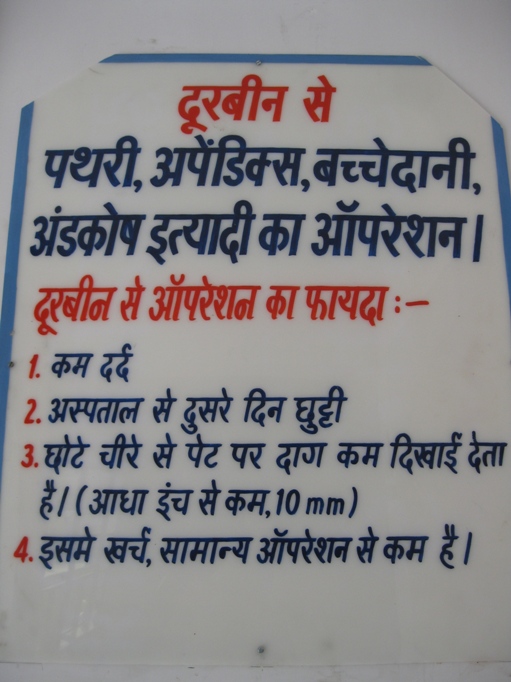 दूरबीन से
पथरी, अपेंडिक्स, बच्चेदानी,
अंडकोष इत्यादी का ऑपरेशन।
दूरबीन से ऑपरेशन का फायदा :-
1. कम दर्द
2. अस्पताल से दुसरे दिन छुट्टी
3. छोटे चीरे से पेट पर दाग कम दिखाई देता
है। (आधा इंच से कम, 10 mm)
4. इसमे खर्च, सामान्य ऑपरेशन से कम है।